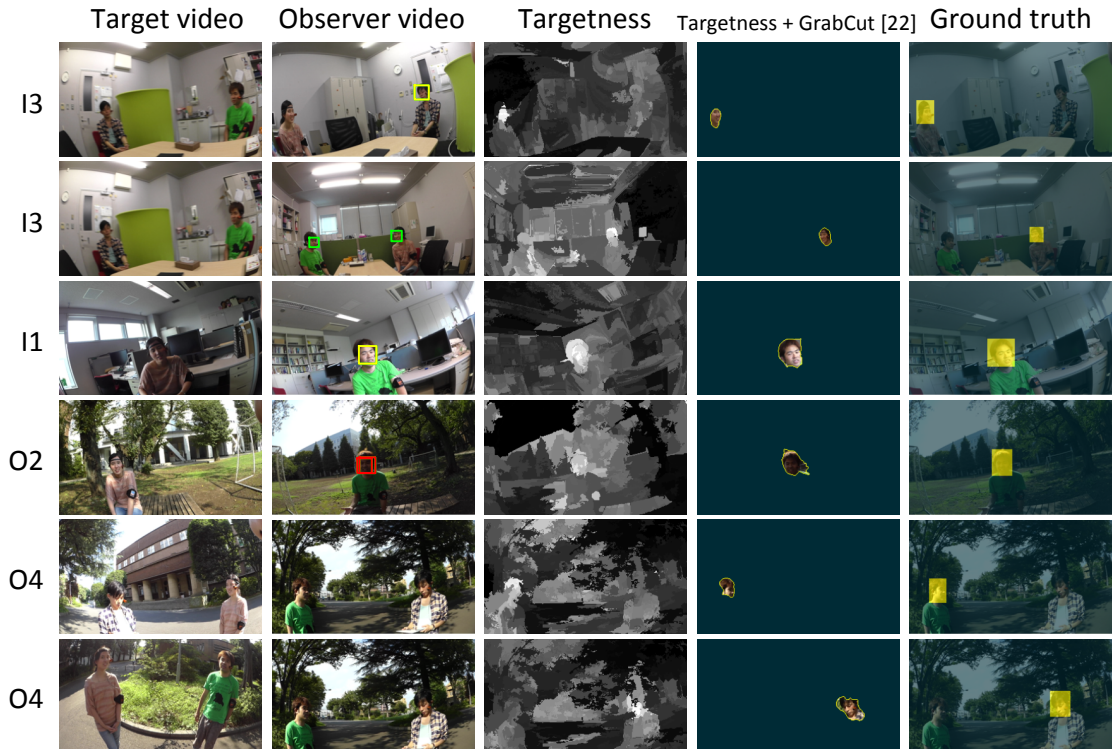 Target video Observer video Targetness Targetness + GrabCut [22] Ground truth
I3
I3
I1
O2
O4
O4